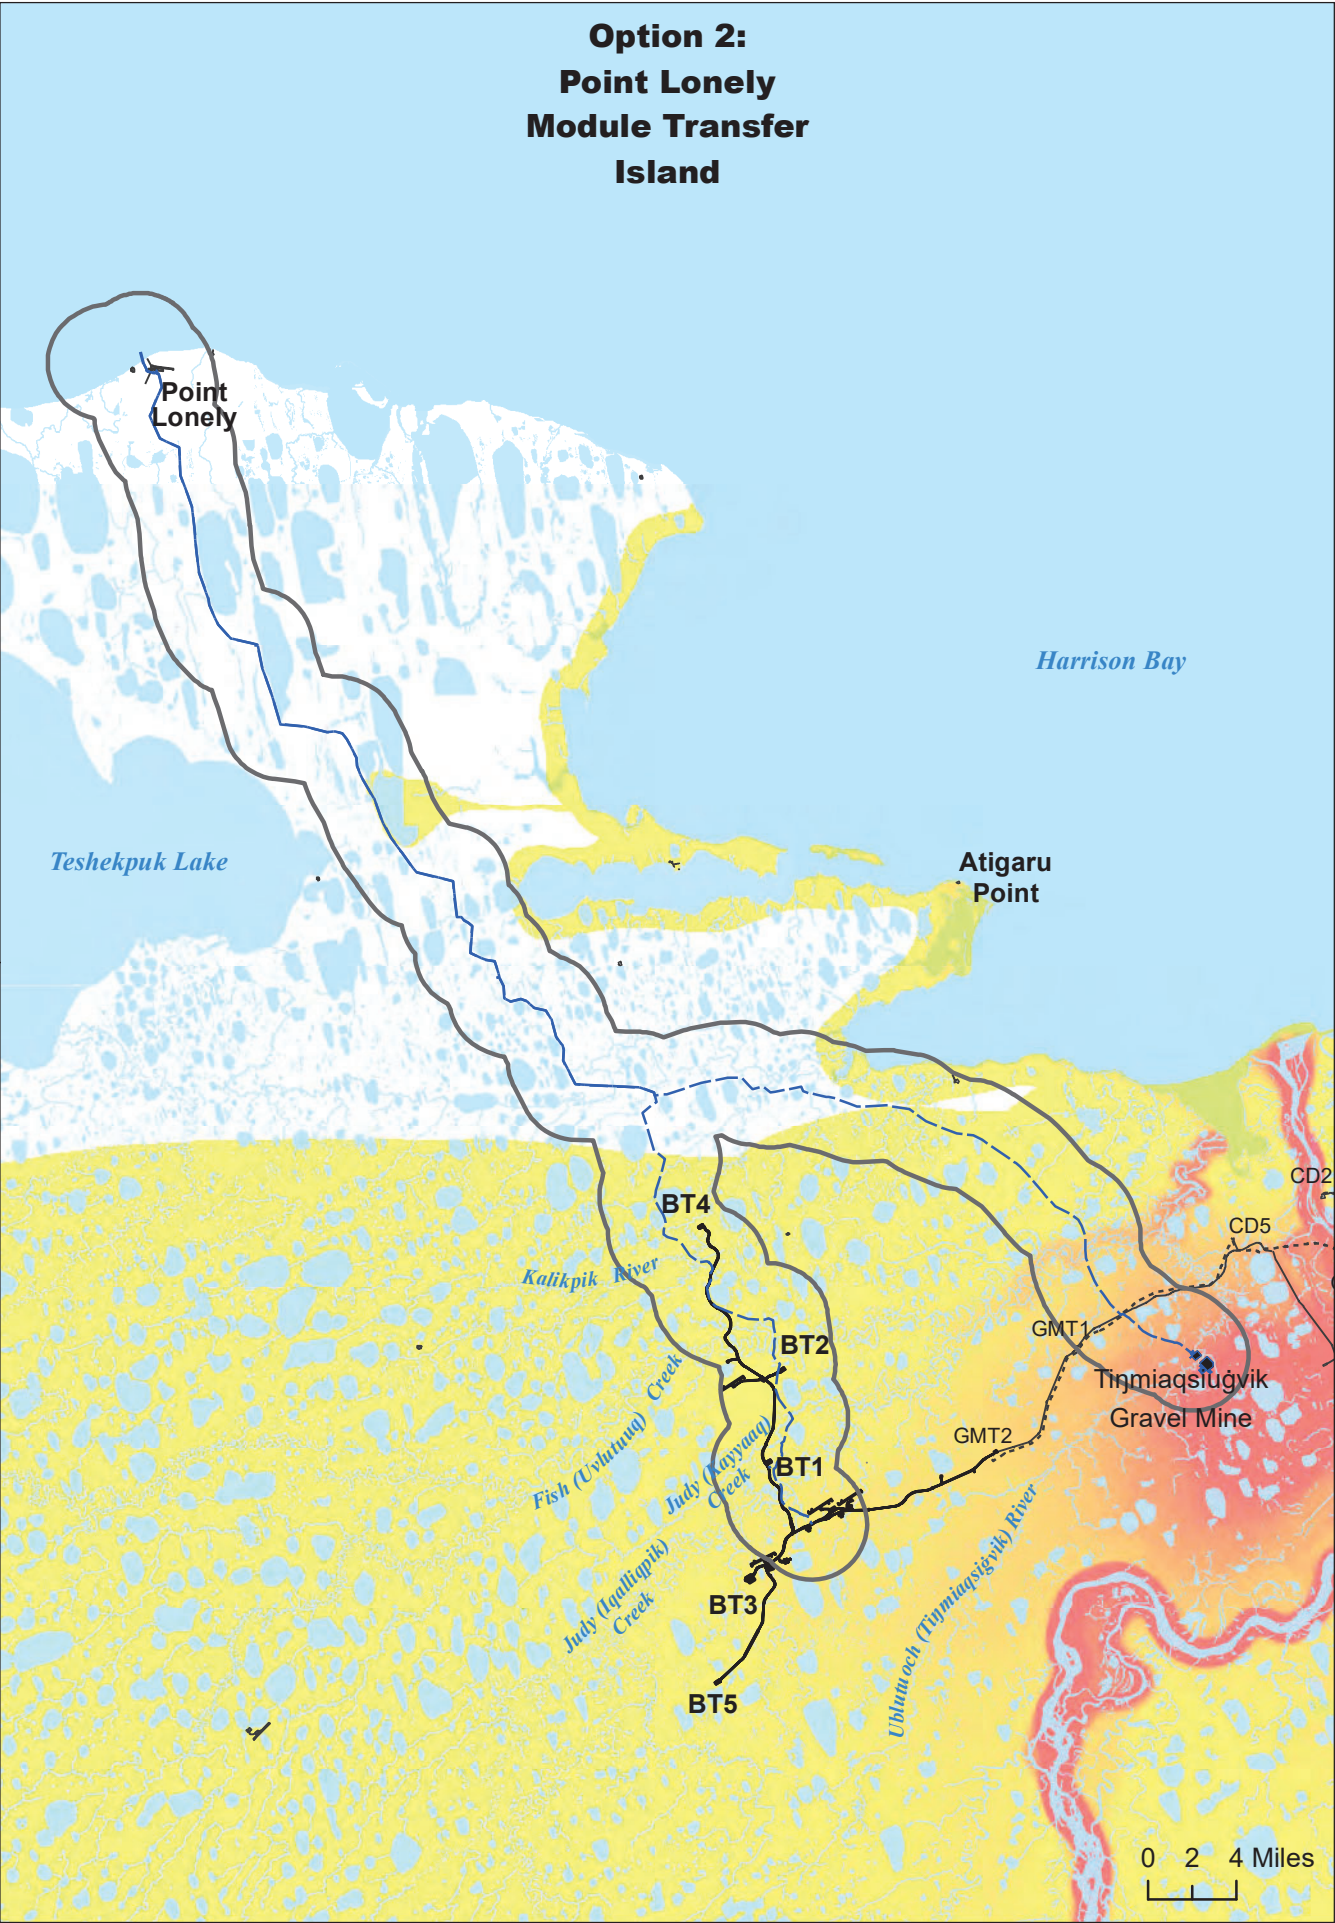 Option 2:
Point Lonely
Module Transfer
Island
Point
Lonely
Harrison Bay
Teshekpuk Lake
Atigaru
Point
CD2
BT4
CD5
Kalikpik River
GMT1
BT2
Tiŋmiaqsiuġvik
Gravel Mine
Fish (Uvlutuuq) Creek
GMT2
Judy (Kayyaaq)
Creek
BT1
Judy (Iqalliqpik)
Creek
Ublutuoch (Tiŋmiaqsiġvik) River
BT3
BT5
0 2 4 Miles